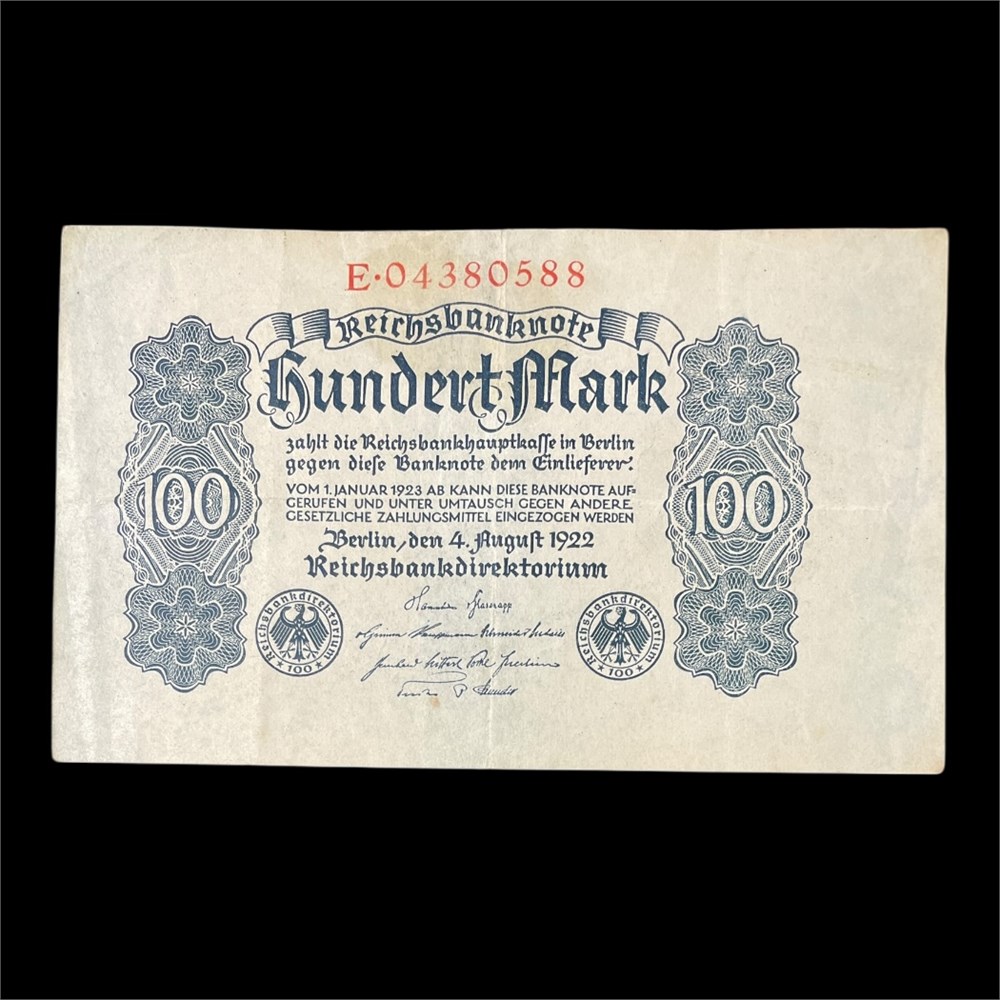 E·04380588
Reichsbanknote
Hundert Mark
zahlt die Reichsbankhauptkasse in Berlin
gegen diese Banknote dem Einlieferer.
VOM 1. JANUAR 1923 AB KANN DIESE BANKNOTE AUF-
GERUFEN UND UNTER UMTAUSCH GEGEN ANDERE
GESETZLICHE ZAHLUNGSMITTEL EINGEZOGEN WERDEN
100
100
Berlin, den 4. August 1922
Reichsbankdirektorium
Reichsbankdirektorium
★ 100 ★
Reichsbankdirektorium
★ 100 ★